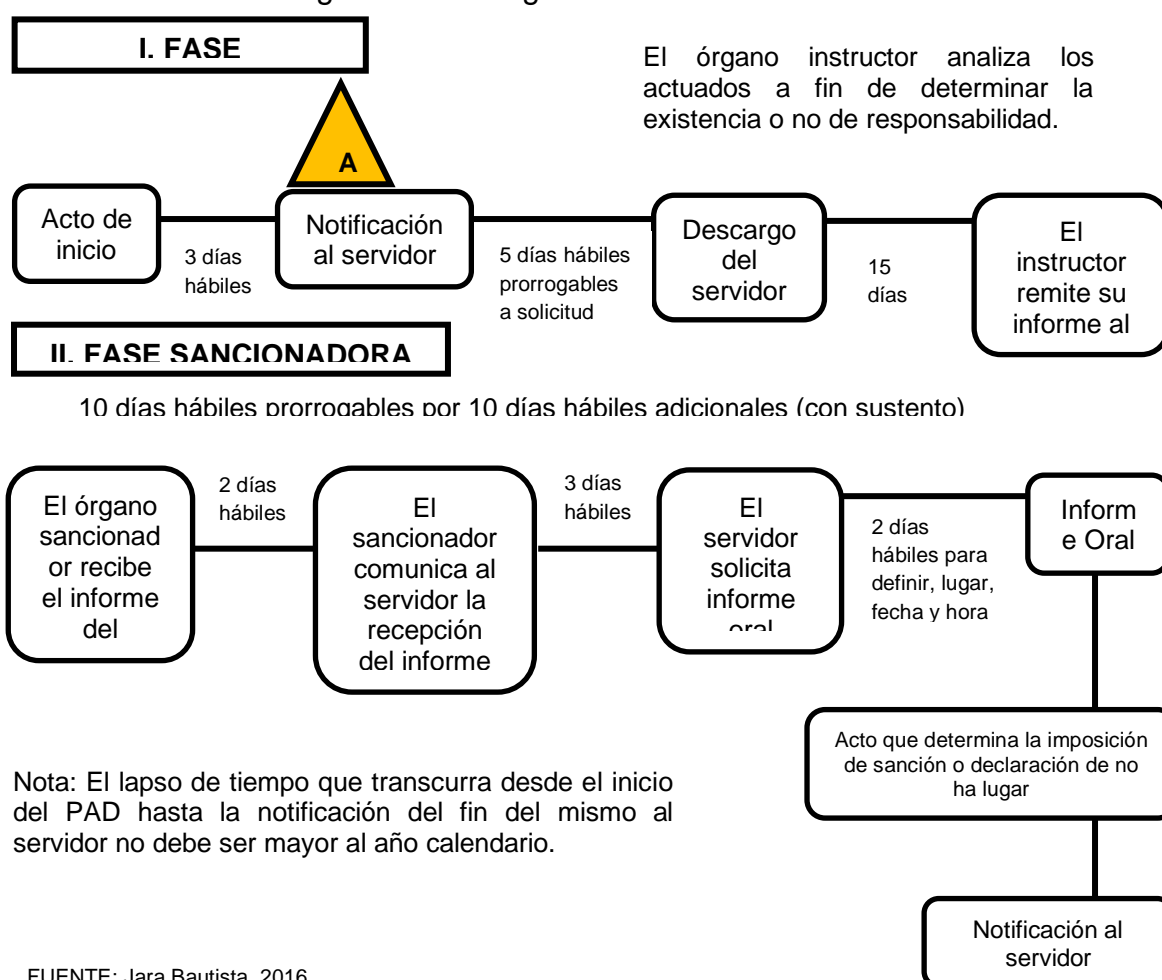 I. FASE
El órgano instructor analiza los
actuados a fin de determinar la
existencia o no de responsabilidad.
A
Acto de
inicio
3 días
hábiles
Notificación
al servidor
5 días hábiles
prorrogables
a solicitud
Descargo
del
servidor
15
días
El
instructor
remite su
informe al
II. FASE SANCIONADORA
10 días hábiles prorrogables por 10 días hábiles adicionales (con sustento)
El órgano
sancionad
or recibe
el informe
del
2 días
hábiles
El
sancionador
comunica al
servidor la
recepción
del informe
3 días
hábiles
El
servidor
solicita
informe
oral
2 días
hábiles para
definir, lugar,
fecha y hora
Inform
e Oral
Acto que determina la imposición
de sanción o declaración de no
ha lugar
Nota: El lapso de tiempo que transcurra desde el inicio
del PAD hasta la notificación del fin del mismo al
servidor no debe ser mayor al año calendario.
Notificación al
servidor
FUENTE: Jara Bautista, 2016